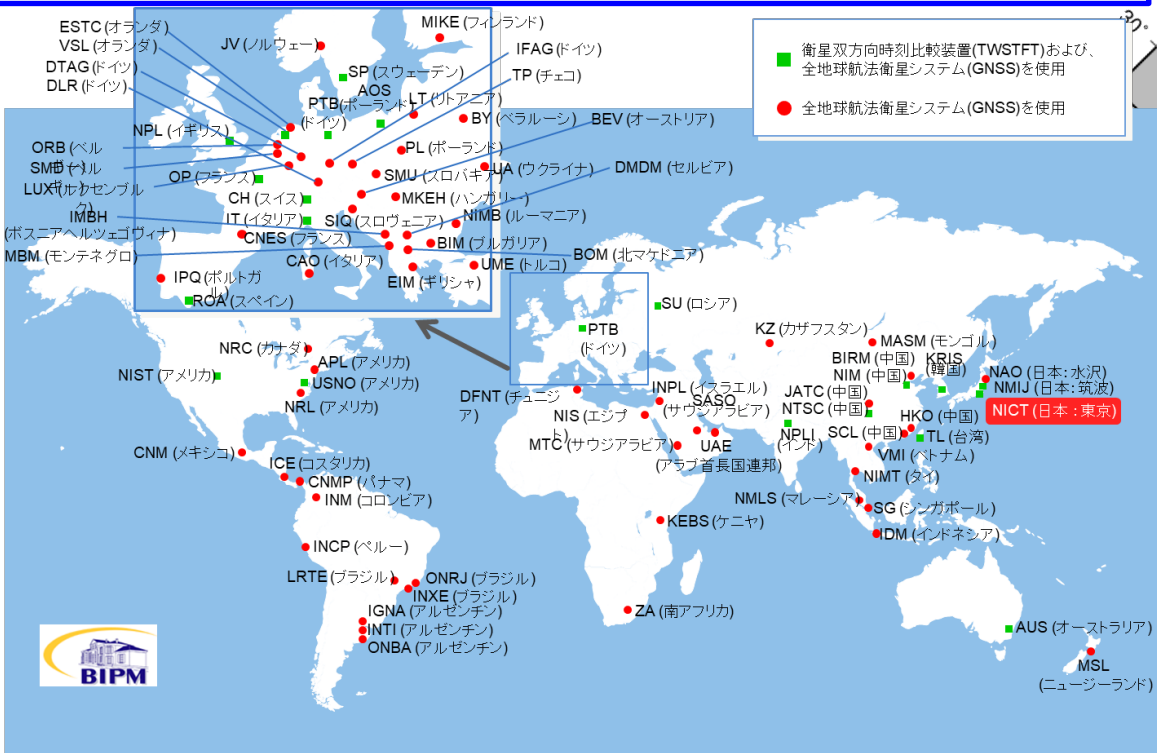 30°
衛星双方向時刻比較装置(TWSTFT)および、
全地球航法衛星システム(GNSS)を使用
全地球航法衛星システム(GNSS)を使用
ESTC (オランダ)
VSL (オランダ)
DTAG (ドイツ)
DLR (ドイツ)
JV (ノルウェー)
MIKE (フィンランド)
IFAG (ドイツ)
TP (チェコ)
SP (スウェーデン)
AOS
(ポーランド)
LT (リトアニア)
PTB
(ドイツ)
NPL (イギリス)
BY (ベラルーシ)
BEV (オーストリア)
ORB (ベル
PL (ポーランド)
UA (ウクライナ)
DMDM (セルビア)
OP (フランス)
SMU (スロバキア)
LUX (ルクセンブル
ク)
CH (スイス)
MKEH (ハンガリー)
IMBH
(ボスニアヘルツェゴヴィナ)
IT (イタリア)
SIQ (スロヴェニア)
NIMB (ルーマニア)
CNES (フランス)
BIM (ブルガリア)
MBM (モンテネグロ)
BOM (北マケドニア)
CAO (イタリア)
UME (トルコ)
IPQ (ポルトガ
ル)
EIM (ギリシャ)
ROA (スペイン)
SU (ロシア)
PTB
(ドイツ)
KZ (カザフスタン)
MASM (モンゴル)
NRC (カナダ)
APL (アメリカ)
NIST (アメリカ)
USNO (アメリカ)
NRL (アメリカ)
BIRM (中国)
KRIS
(韓国)
NIM (中国)
NAO (日本：水沢)
NMIJ (日本：筑波)
NICT (日本：東京)
DFNT (チュニジ
ア)
INPL (イスラエル)
SASO
(サウジアラビア)
JATC (中国)
NTSC (中国)
NIS (エジプ
ト)
HKO (中国)
SCL (中国)
TL (台湾)
NPLI
(インド)
MTC (サウジアラビア)
UAE
(アラブ首長国連邦)
VMI (ベトナム)
NIMT (タイ)
CNM (メキシコ)
ICE (コスタリカ)
CNMP (パナマ)
INM (コロンビア)
NMLS (マレーシア)
SG (シンガポール)
KEBS (ケニヤ)
IDM (インドネシア)
INCP (ペルー)
LRTE (ブラジル)
ONRJ (ブラジル)
INXE (ブラジル)
IGNA (アルゼンチン)
INTI (アルゼンチン)
ONBA (アルゼンチン)
ZA (南アフリカ)
AUS (オーストラリア)
MSL
(ニュージーランド)
BIPM